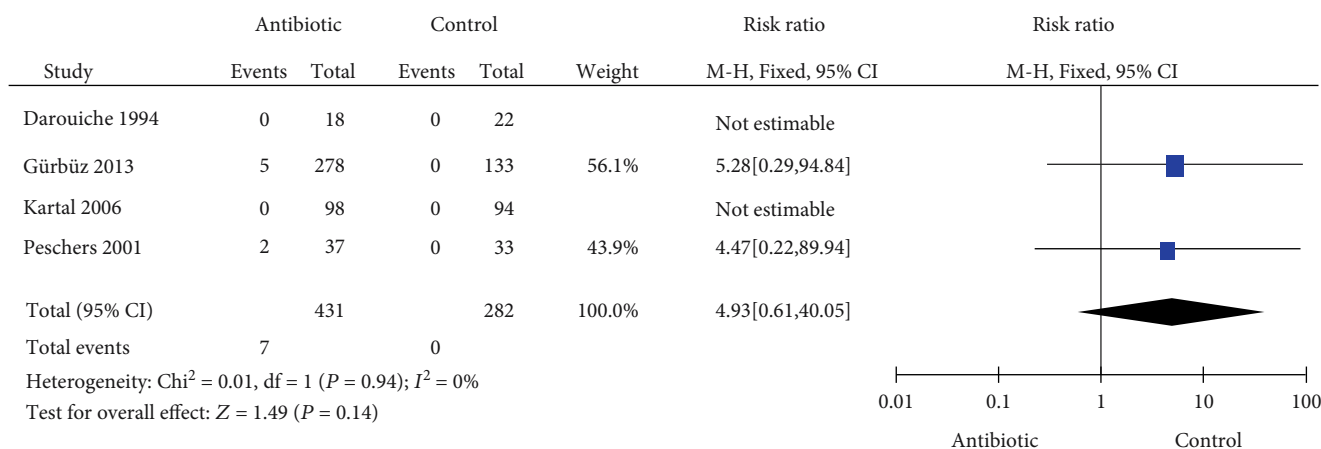 Antibiotic Control Risk ratio Risk ratio
Study Events Total Events Total Weight M-H, Fixed, 95% CI M-H, Fixed, 95% CI
Darouiche 1994 0 18 0 22 Not estimable
Gürbüz 2013 5 278 0 133 56.1% 5.28[0.29,94.84]
Kartal 2006 0 98 0 94 Not estimable
Peschers 2001 2 37 0 33 43.9% 4.47[0.22,89.94]
Total (95% CI) 431 282 100.0% 4.93[0.61,40.05]
Total events 7 0
Heterogeneity: Chi² = 0.01, df = 1 (P = 0.94); I² = 0%
Test for overall effect: Z = 1.49 (P = 0.14)
0.01 0.1 1 10 100
Antibiotic Control